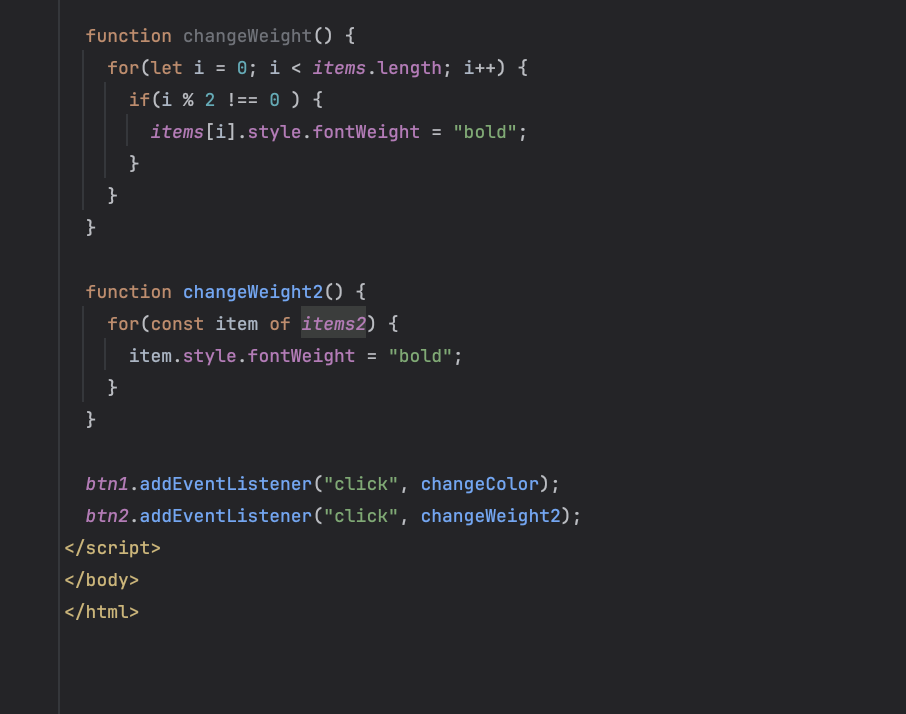 function changeWeight() {
for(let i = 0; i < items.length; i++) {
if(i % 2 !== 0 ) {
items[i].style.fontWeight = "bold";
}
}
}
function changeWeight2() {
for(const item of items2) {
item.style.fontWeight = "bold";
}
}
btn1.addEventListener("click", changeColor);
btn2.addEventListener("click", changeWeight2);
</script>
</body>
</html>